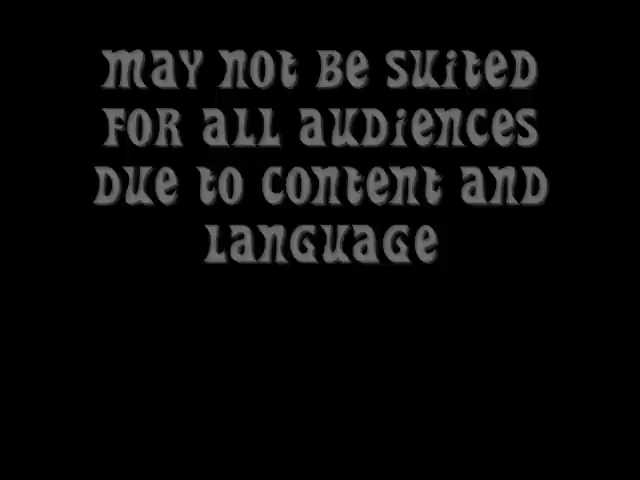 May not be suited
for all audiences
due to content and
language